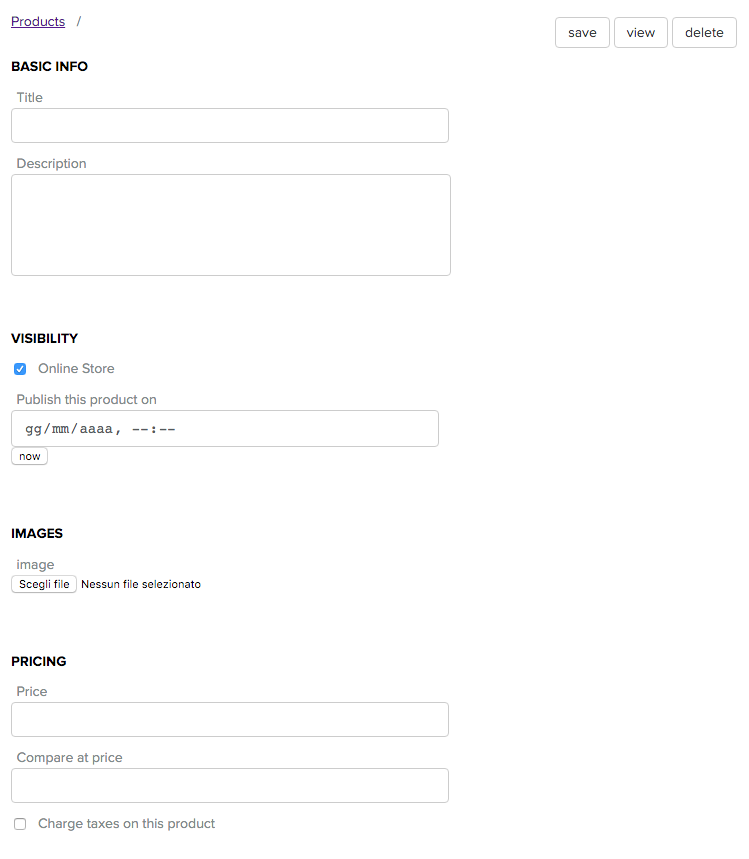 Products /
save view delete
BASIC INFO
Title
Description
VISIBILITY
Online Store
Publish this product on
gg/mm/aaaa, --:--
now
IMAGES
image
Scegli file Nessun file selezionato
PRICING
Price
Compare at price
Charge taxes on this product